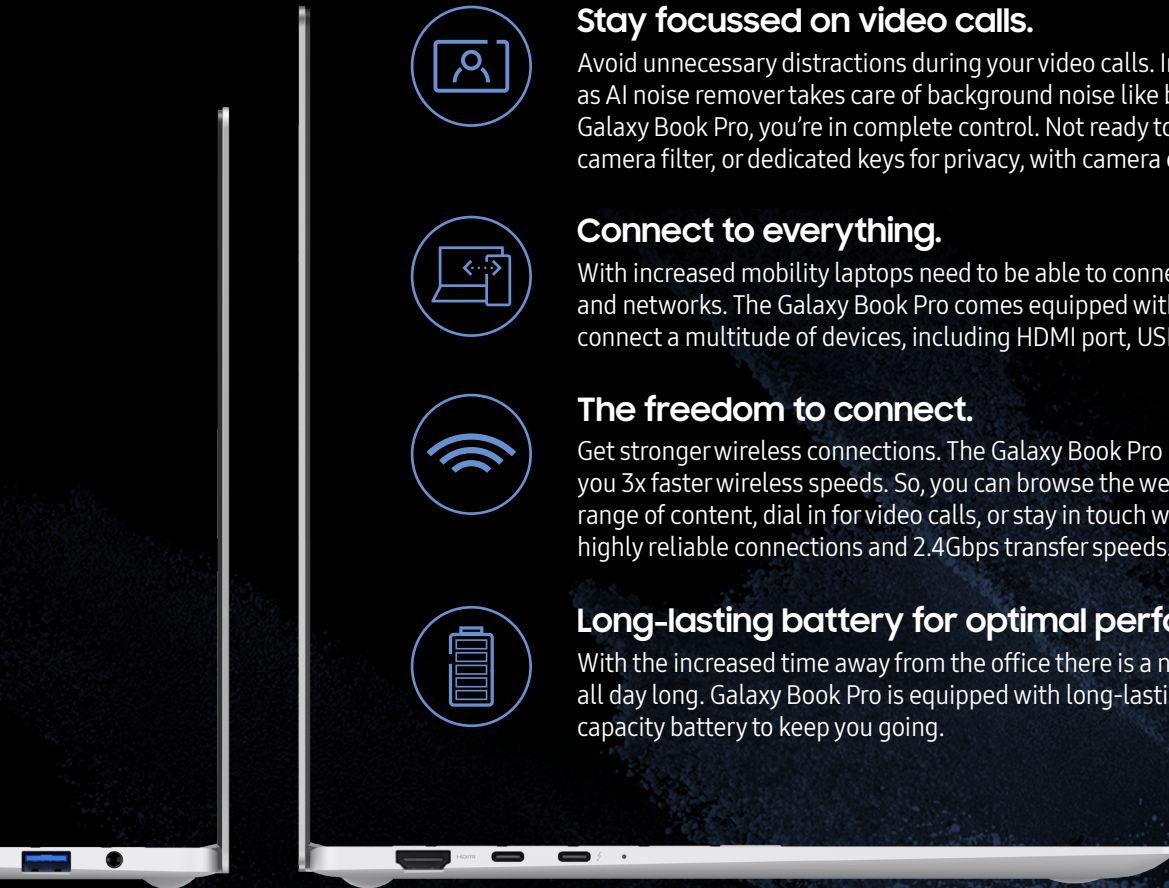 Stay focussed on video calls.
Avoid unnecessary distractions during your video calls.
as AI noise remover takes care of background noise like
Galaxy Book Pro, you're in complete control. Not ready to
camera filter, or dedicated keys for privacy, with camera
Connect to everything.
With increased mobility laptops need to be able to
and networks. The Galaxy Book Pro comes equipped with
connect a multitude of devices, including HDMI port,
The freedom to connect.
Get stronger wireless connections. The Galaxy Book Pro
you 3x faster wireless speeds. So, you can browse the
range of content, dial in for video calls, or stay in touch
highly reliable connections and 2.4Gbps transfer speeds.
Long-lasting battery for optimal
With the increased time away from the office there is a
all day long. Galaxy Book Pro is equipped with
capacity battery to keep you going.
HDMI